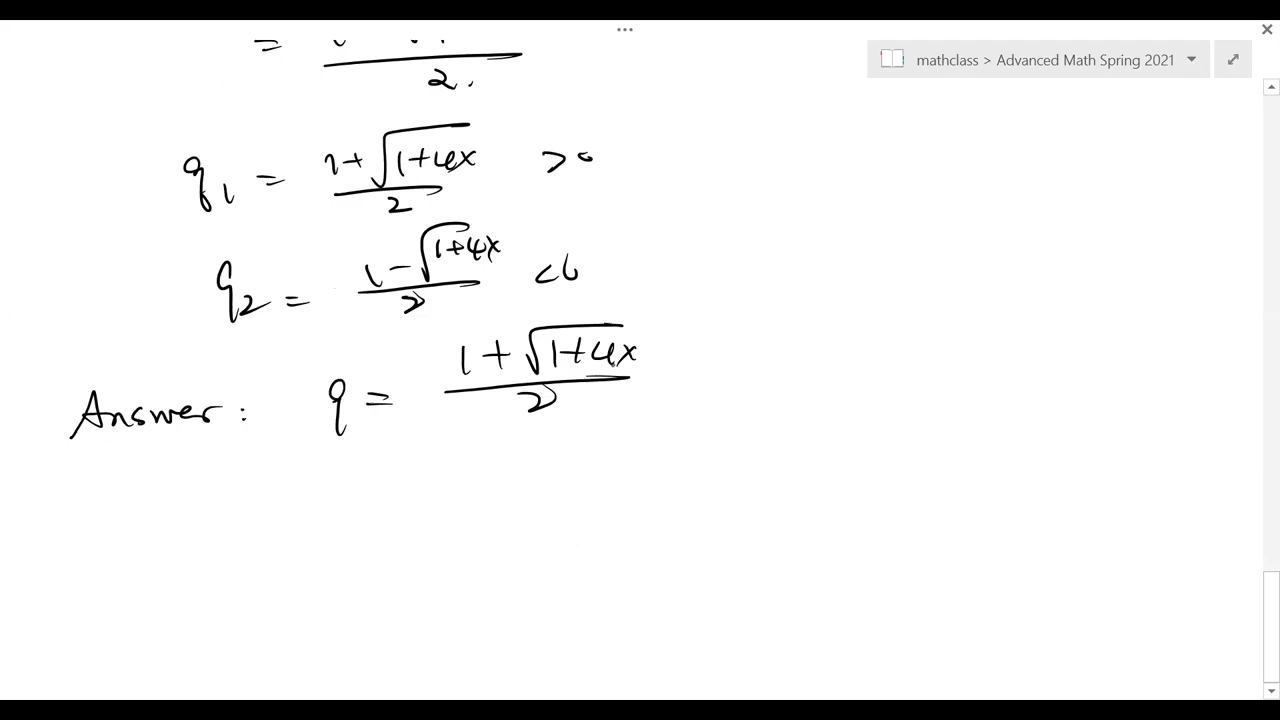 mathclass > Advanced Math Spring 2021
= 2.
q₁ = (1+√(1+4x))/2 >0
q₂ = (1-√(1+4x))/2 <0
Answer: q = (1+√(1+4x))/2